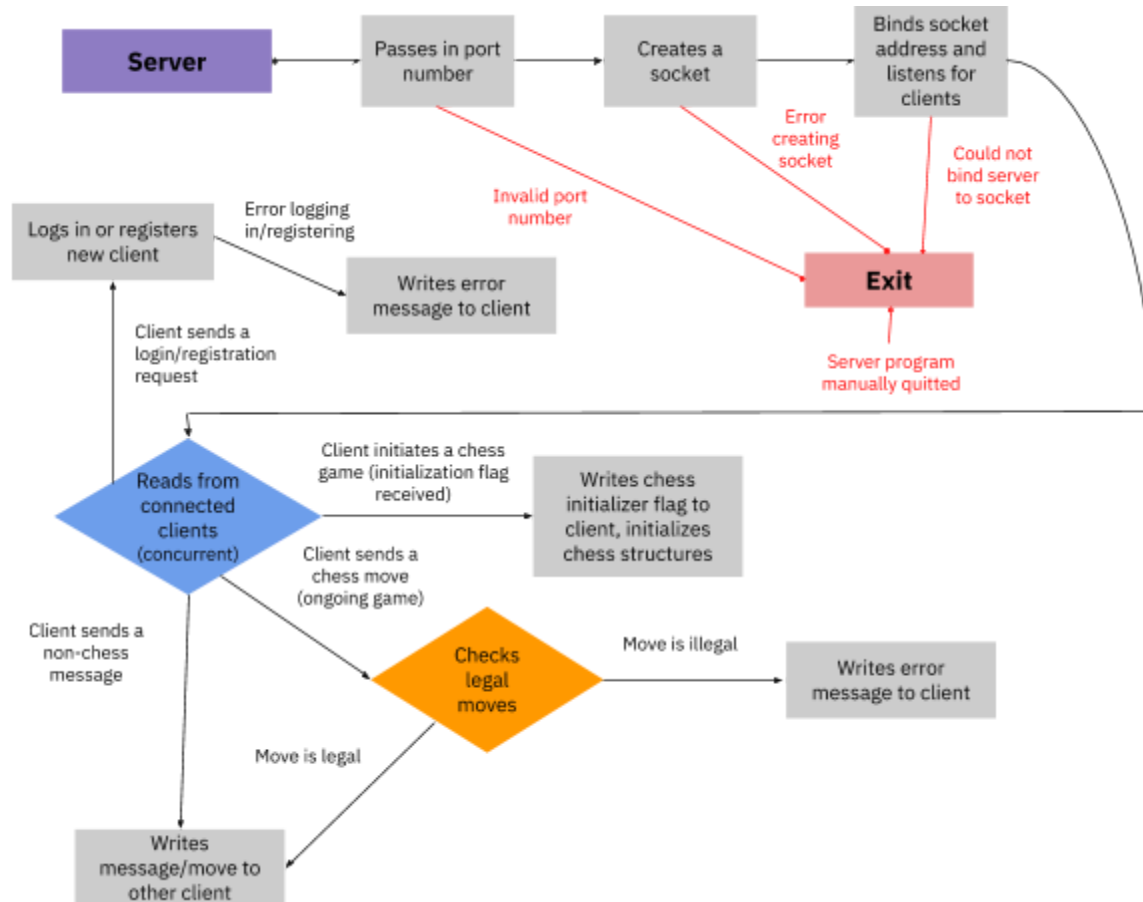 Server
Passes in port
number
Creates a
socket
Binds socket
address and
listens for
clients
Error
creating
socket
Could not
bind server
to socket
Invalid port
number
Logs in or registers
new client
Error logging
in/registering
Writes error
message to client
Exit
Client sends a
login/registration
request
Server program
manually quitted
Reads from
connected
clients
(concurrent)
Client initiates a chess
game (initialization flag
received)
Writes chess
initializer flag to
client, initializes
chess structures
Client sends a
chess move
(ongoing game)
Client sends a
non-chess
message
Checks
legal
moves
Move is illegal
Writes error
message to client
Move is legal
Writes
message/move to
other client